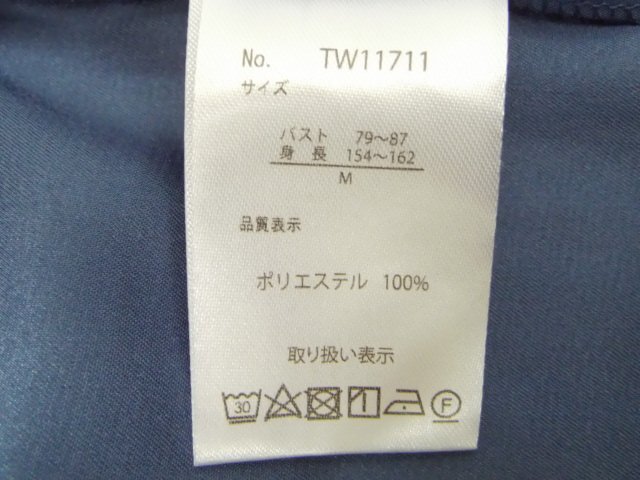 No. TW11711
サイズ
バスト 79〜87
身長 154〜162
M
品質表示
ポリエステル 100%
取り扱い表示
30 F